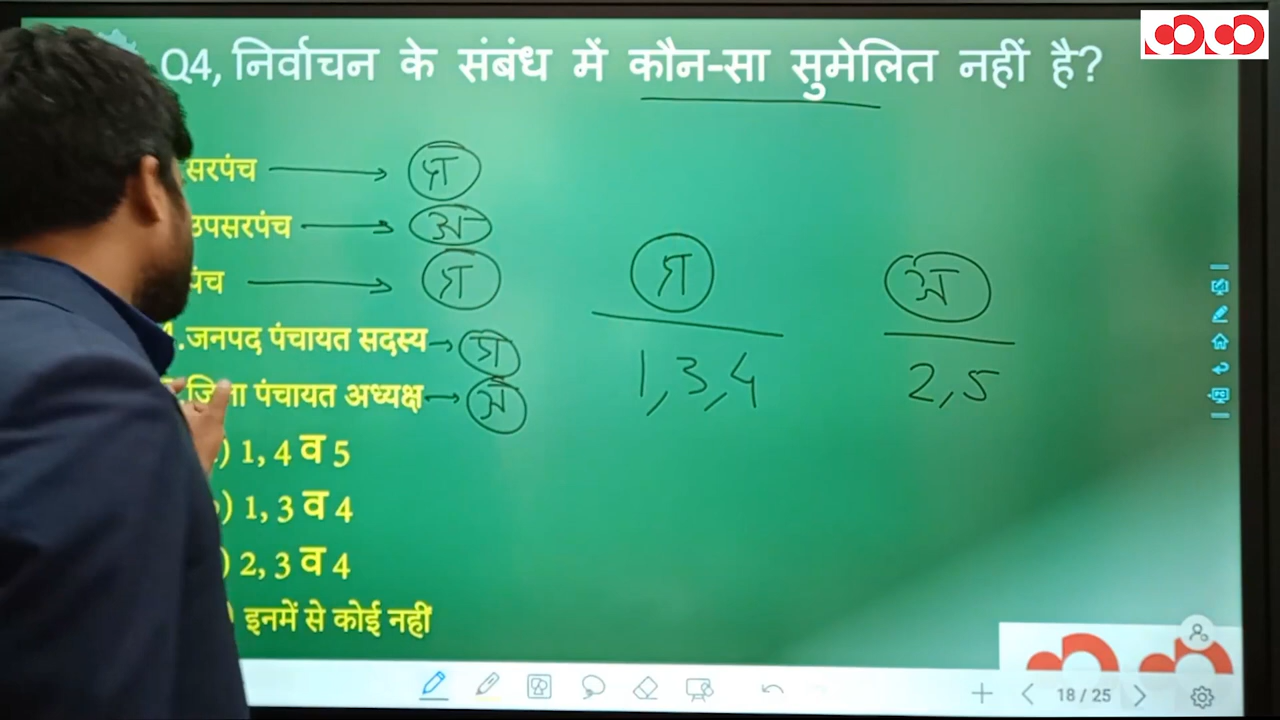 Q4, निर्वाचन के संबंध में कौन-सा सुमेलित नहीं है?
.सरपंच → प्र
उपसरपंच → अ
पंच → प्र
4.जनपद पंचायत सदस्य → प्र
.जिला पंचायत अध्यक्ष → अ
प्र अ
1,3,4 2,5
) 1, 4 व 5
) 1, 3 व 4
) 2, 3 व 4
इनमें से कोई नहीं
18 / 25